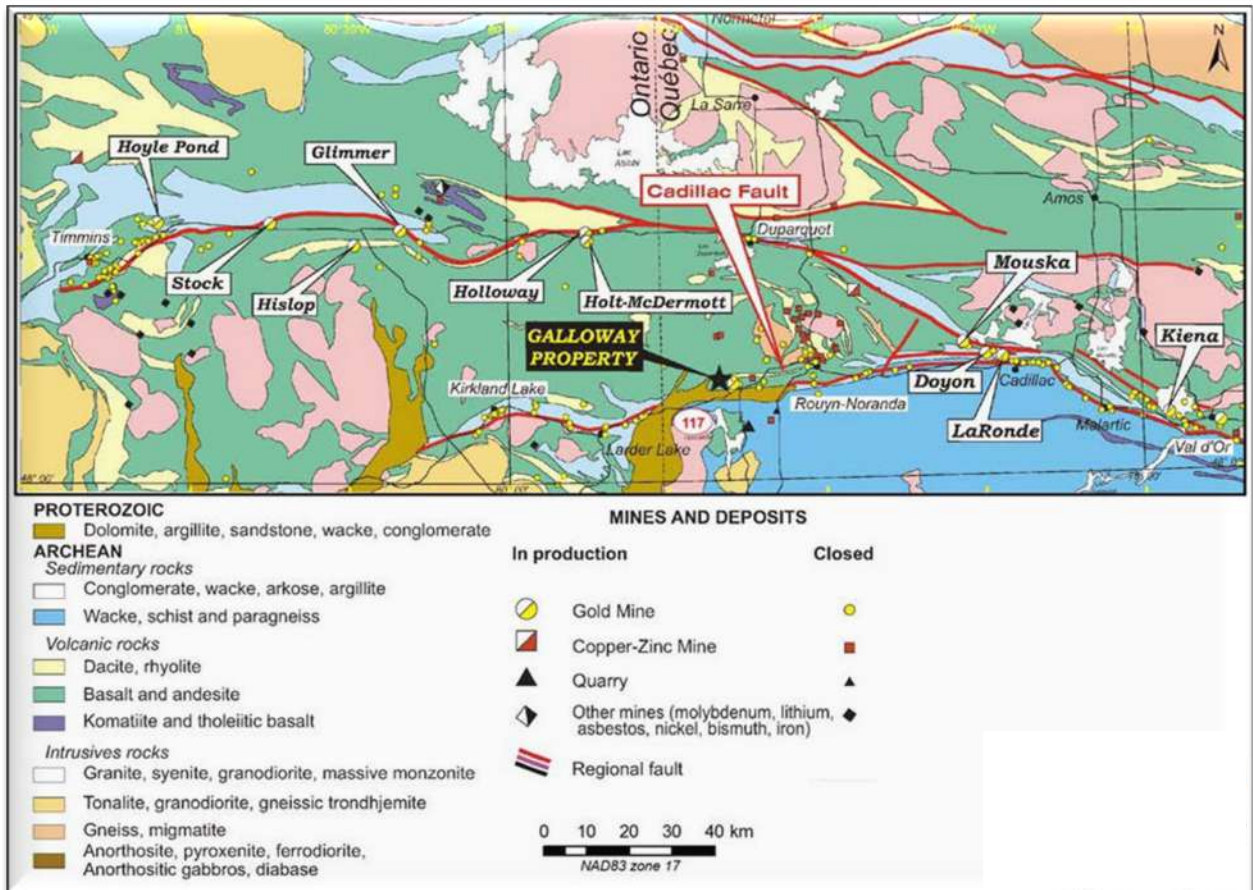 Normétal
Ontario
Québec
La Sarre
Hoyle Pond
Glimmer
Cadillac Fault
Amos
Timmins
Duparquet
Mouska
Stock
Hislop
Holloway
Holt-McDermott
GALLOWAY
PROPERTY
Kiena
Kirkland Lake
Doyon
Cadillac
Rouyn-Noranda
117
LaRonde
Malartic
Larder Lake
Val d'Or
48° 00'
PROTEROZOIC
Dolomite, argillite, sandstone, wacke, conglomerate
ARCHEAN
Sedimentary rocks
Conglomerate, wacke, arkose, argillite
Wacke, schist and paragneiss
Volcanic rocks
Dacite, rhyolite
Basalt and andesite
Komatiite and tholeiitic basalt
Intrusives rocks
Granite, syenite, granodiorite, massive monzonite
Tonalite, granodiorite, gneissic trondhjemite
Gneiss, migmatite
Anorthosite, pyroxenite, ferrodiorite,
Anorthositic gabbros, diabase
MINES AND DEPOSITS
In production Closed
Gold Mine
Copper-Zinc Mine
Quarry
Other mines (molybdenum, lithium,
asbestos, nickel, bismuth, iron)
Regional fault
0 10 20 30 40 km
NAD83 zone 17
N